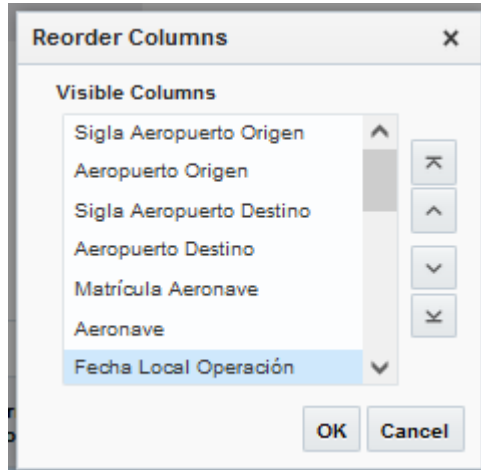 Reorder Columns
Visible Columns
Sigla Aeropuerto Origen
Aeropuerto Origen
Sigla Aeropuerto Destino
Aeropuerto Destino
Matrícula Aeronave
Aeronave
Fecha Local Operación
OK
Cancel